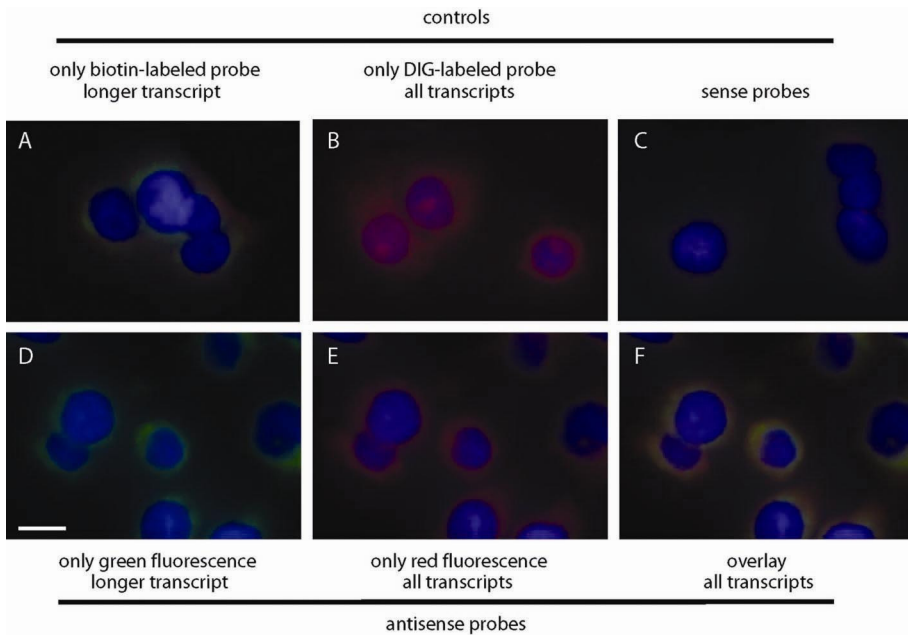 controls
only biotin-labeled probe
longer transcript
only DIG-labeled probe
all transcripts
sense probes
A
B
C
D
E
F
only green fluorescence
longer transcript
only red fluorescence
all transcripts
overlay
all transcripts
antisense probes